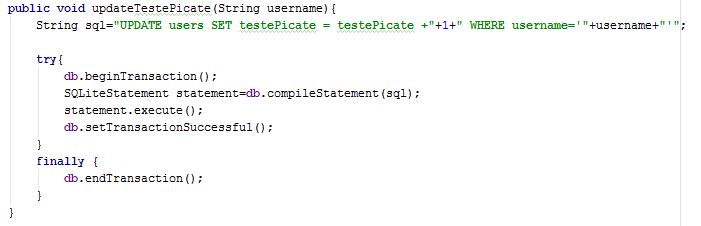 public void updateTestePicate(String username){
    String sql="UPDATE users SET testePicate = testePicate +"+1+" WHERE username='"+username+"'";

    try{
        db.beginTransaction();
        SQLiteStatement statement=db.compileStatement(sql);
        statement.execute();
        db.setTransactionSuccessful();
    }
    finally {
        db.endTransaction();
    }
}